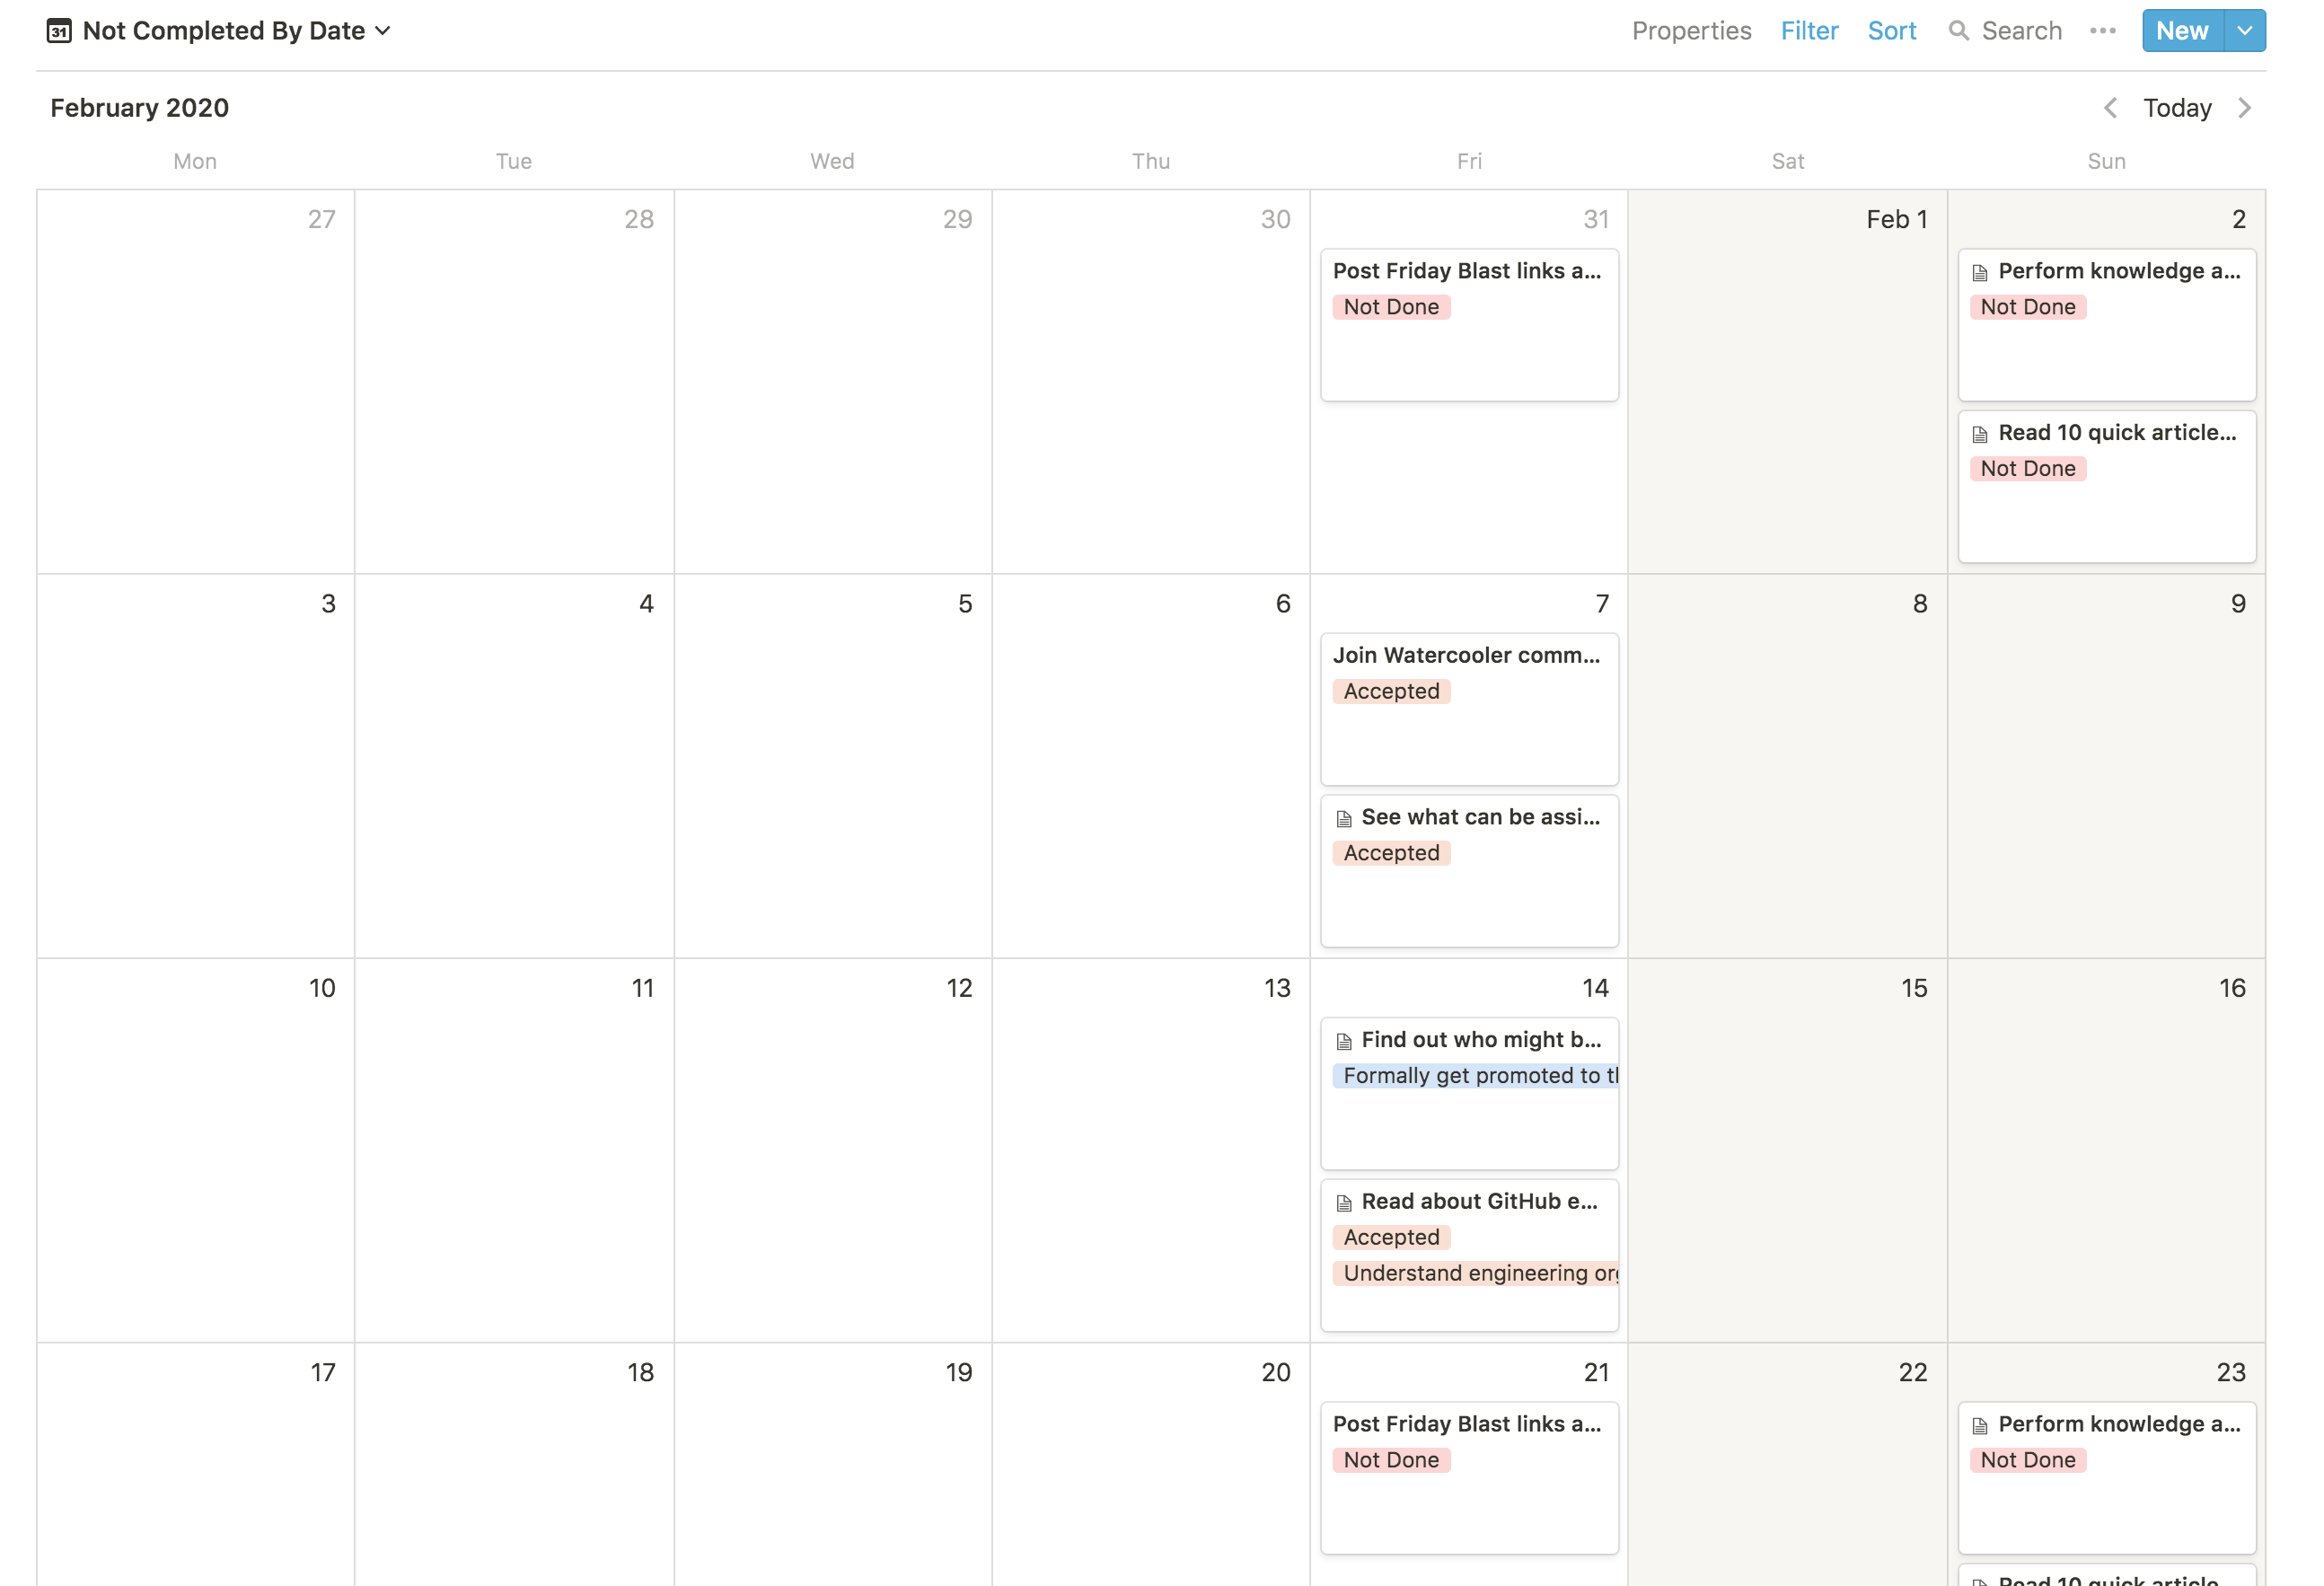 31 Not Completed By Date
Properties Filter Sort Search ••• New
February 2020
Today
Mon Tue Wed Thu Fri Sat Sun
27 28 29 30 31 Feb 1 2
Post Friday Blast links a...
Not Done
Perform knowledge a...
Not Done
Read 10 quick article...
Not Done
3 4 5 6 7 8 9
Join Watercooler comm...
Accepted
See what can be assi...
Accepted
10 11 12 13 14 15 16
Find out who might b...
Formally get promoted to
Read about GitHub e...
Accepted
Understand engineering
17 18 19 20 21 22 23
Post Friday Blast links a...
Not Done
Perform knowledge a...
Not Done
Read 10 quick article...